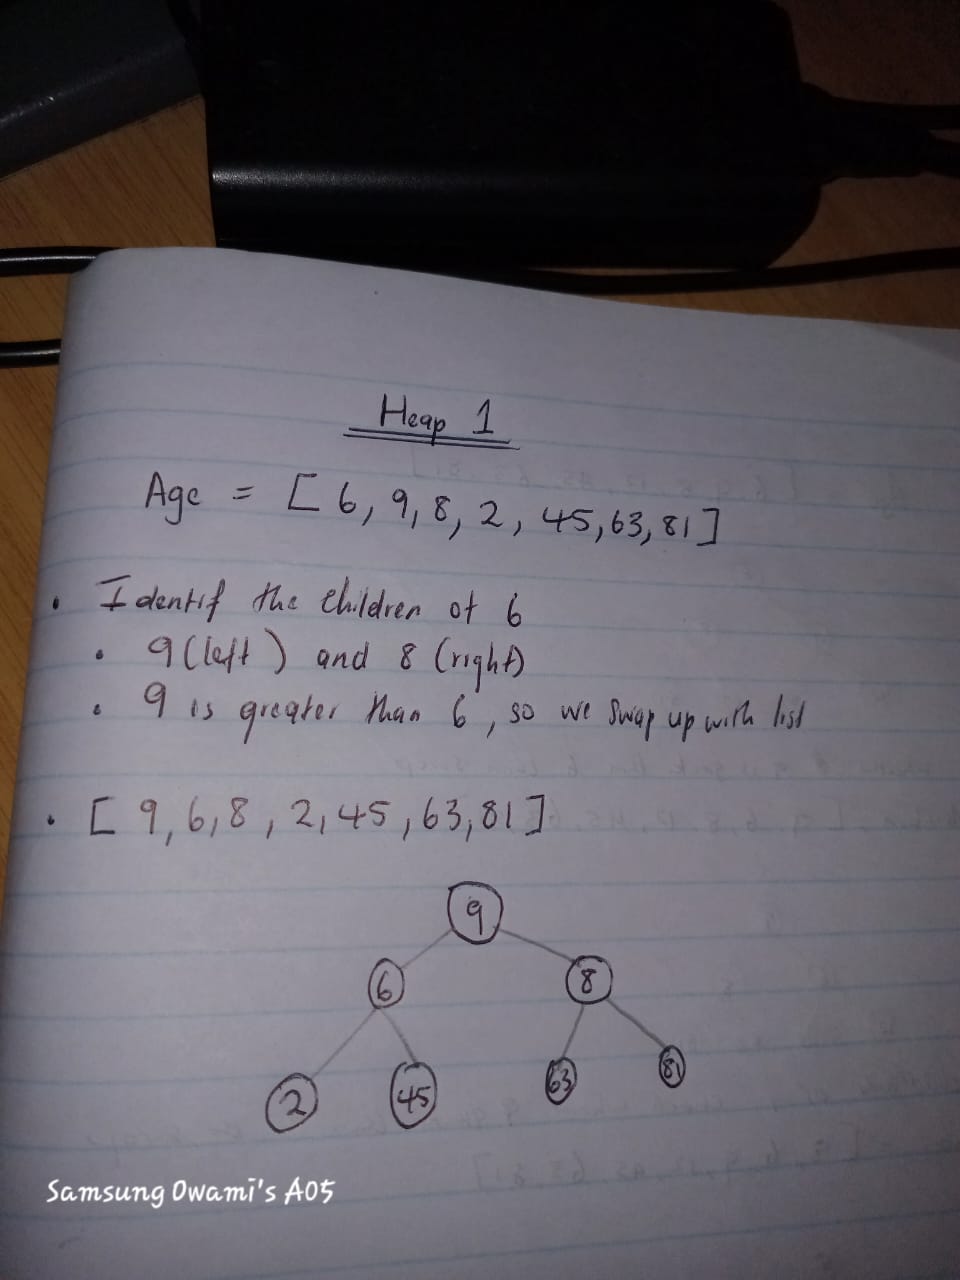 Heap 1
Age = [ 6, 9, 8, 2, 45, 63, 81 ]
• Identif the children of 6
• 9 (left) and 8 (right)
• 9 is greater than 6, so we swap up with list
• [ 9, 6, 8, 2, 45, 63, 81 ]
9
6 8
2 45 63 81
Samsung Owami's A05